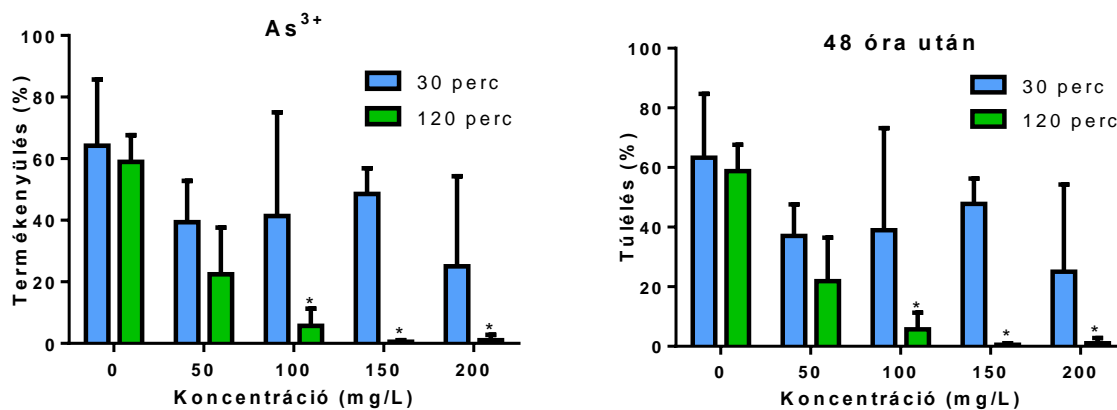 As³⁺
Termékenyülés (%)
100
80
60
40
20
0
30 perc
120 perc
*
*
*
0 50 100 150 200
Koncentráció (mg/L)
48 óra után
Túlélés (%)
100
80
60
40
20
0
30 perc
120 perc
*
*
*
0 50 100 150 200
Koncentráció (mg/L)